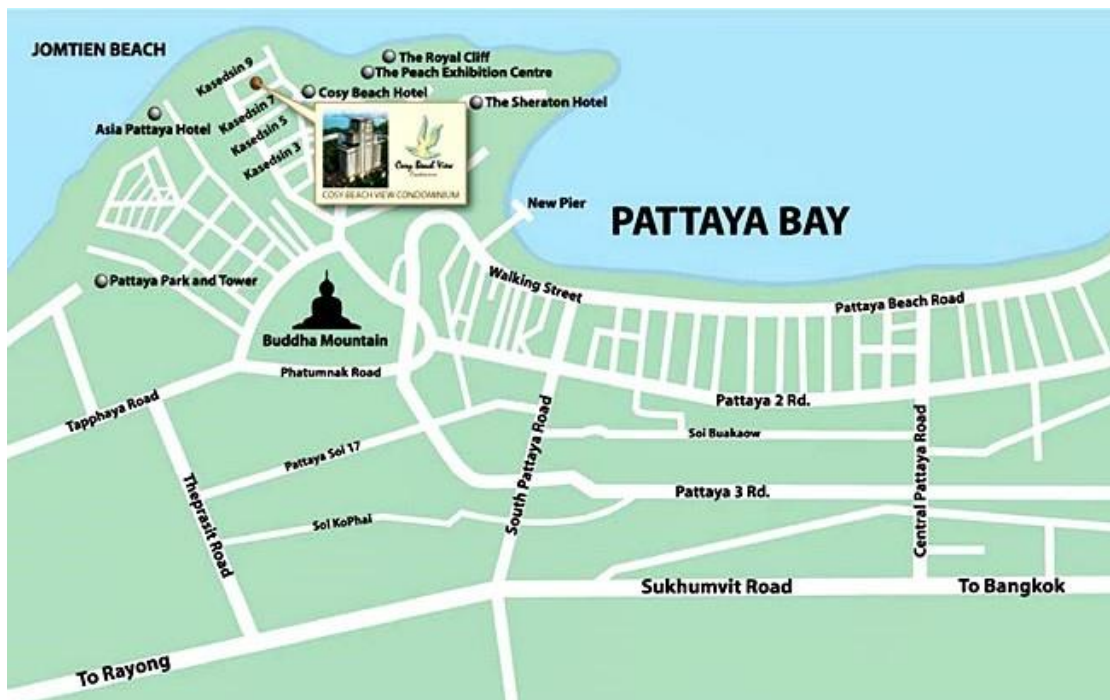 JOMTIEN BEACH
The Royal Cliff
The Peach Exhibition Centre
Kasedsin 9
Cosy Beach Hotel
The Sheraton Hotel
Asia Pattaya Hotel
Kasedsin 7
Kasedsin 5
Kasedsin 3
Cosy Beach View
Condominium
COSY BEACH VIEW CONDOMINIUM
New Pier
PATTAYA BAY
Pattaya Park and Tower
Walking Street
Pattaya Beach Road
Buddha Mountain
Phatumnak Road
Tapphaya Road
Pattaya 2 Rd.
Soi Buakaow
Pattaya Soi 17
South Pattaya Road
Central Pattaya Road
Pattaya 3 Rd.
Theprasit Road
Soi KoPhai
Sukhumvit Road
To Bangkok
To Rayong